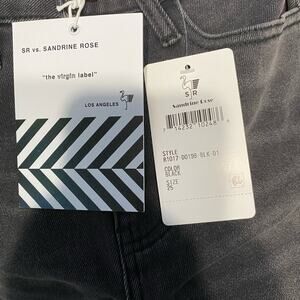 SR vs. SANDRINE ROSE
"the virgin label"
LOS ANGELES
S R
Sandrine Rose
STYLE
R1017-00198-BLK-01
COLOR
BLACK
SIZE
25